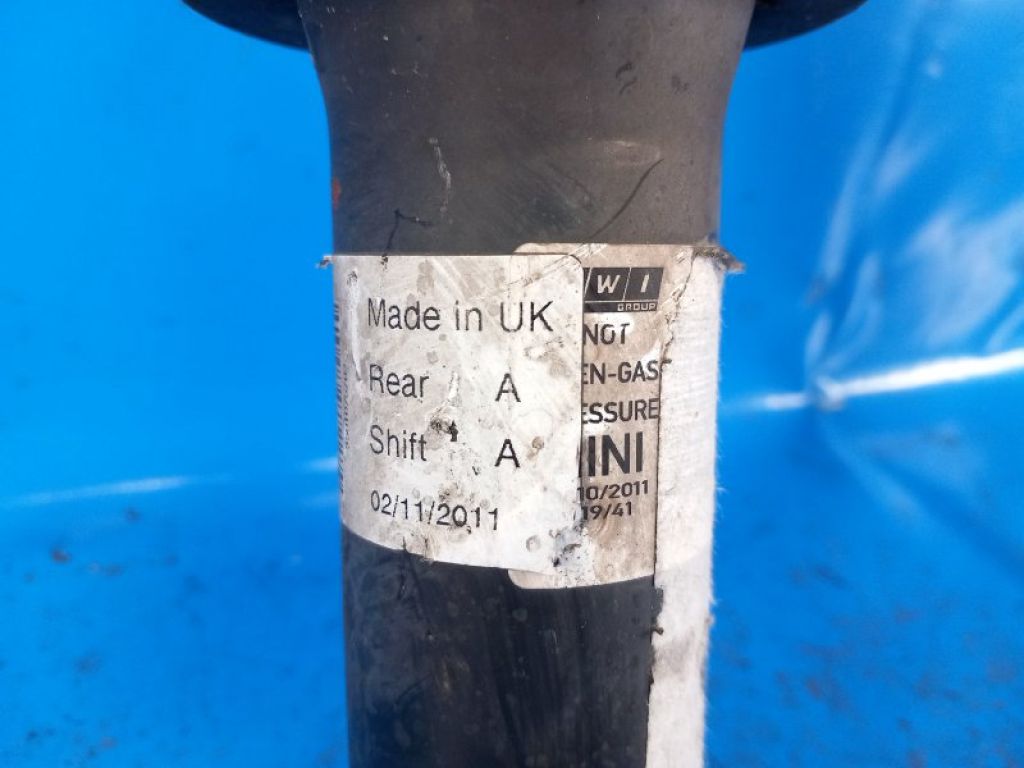 Made in UK
Rear A
Shift A
02/11/2011
WI
GROUP
NOT
EN-GAS
ESSURE
INI
10/2011
19/41